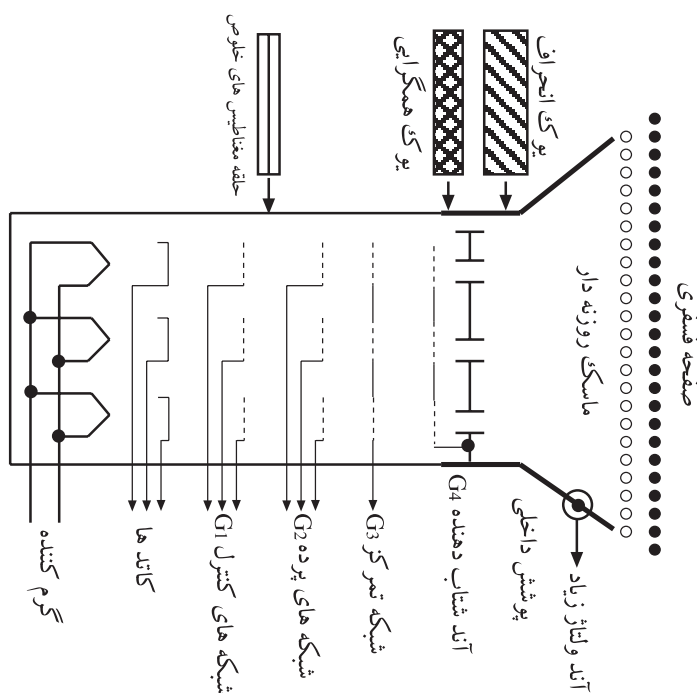 صفحه فسفری
ماسک روزنه دار
یوک انحراف
یوک همگرایی
حلقه مغناطیس های خلوص
آند ولتاژ زیاد
پوشش داخلی
آند شتاب دهنده G4
شبکه تمرکز G3
شبکه های پرده G2
شبکه های کنترل G1
کاتد ها
گرم کننده